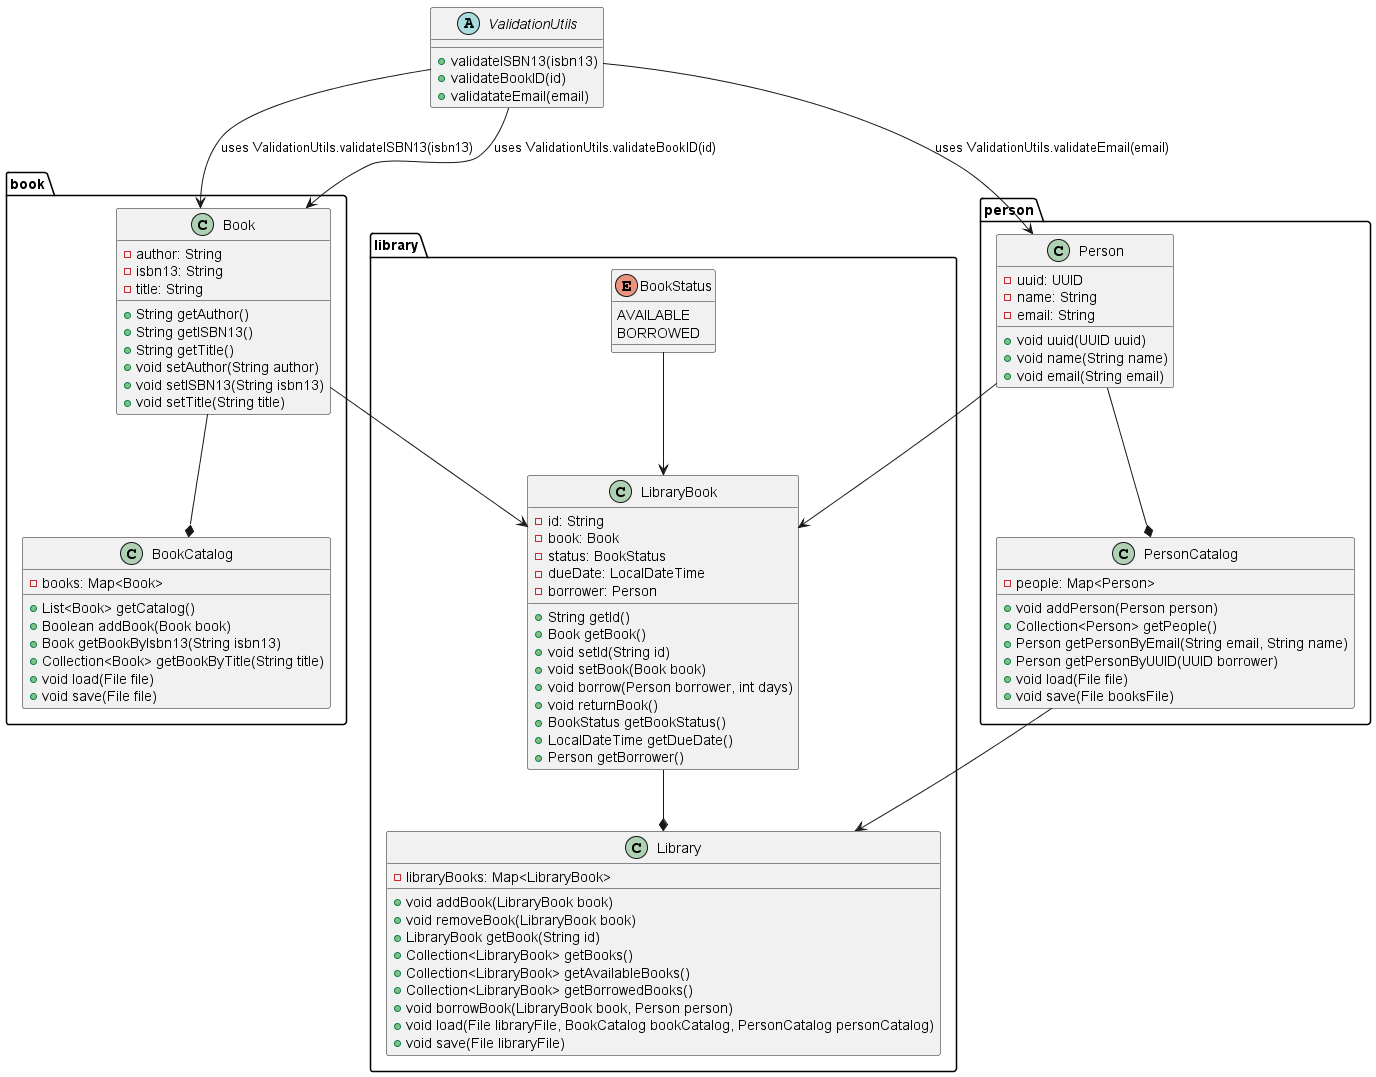 A ValidationUtils
validateISBN13(isbn13)
validateBookID(id)
validatateEmail(email)
uses ValidationUtils.validateISBN13(isbn13)
uses ValidationUtils.validateBookID(id)
uses ValidationUtils.validateEmail(email)
book
C Book
author: String
isbn13: String
title: String
String getAuthor()
String getISBN13()
String getTitle()
void setAuthor(String author)
void setISBN13(String isbn13)
void setTitle(String title)
C BookCatalog
books: Map<Book>
List<Book> getCatalog()
Boolean addBook(Book book)
Book getBookByIsbn13(String isbn13)
Collection<Book> getBookByTitle(String title)
void load(File file)
void save(File file)
library
E BookStatus
AVAILABLE
BORROWED
C LibraryBook
id: String
book: Book
status: BookStatus
dueDate: LocalDateTime
borrower: Person
String getId()
Book getBook()
void setId(String id)
void setBook(Book book)
void borrow(Person borrower, int days)
void returnBook()
BookStatus getBookStatus()
LocalDateTime getDueDate()
Person getBorrower()
C Library
libraryBooks: Map<LibraryBook>
void addBook(LibraryBook book)
void removeBook(LibraryBook book)
LibraryBook getBook(String id)
Collection<LibraryBook> getBooks()
Collection<LibraryBook> getAvailableBooks()
Collection<LibraryBook> getBorrowedBooks()
void borrowBook(LibraryBook book, Person person)
void load(File libraryFile, BookCatalog bookCatalog, PersonCatalog personCatalog)
void save(File libraryFile)
person
C Person
uuid: UUID
name: String
email: String
void uuid(UUID uuid)
void name(String name)
void email(String email)
C PersonCatalog
people: Map<Person>
void addPerson(Person person)
Collection<Person> getPeople()
Person getPersonByEmail(String email, String name)
Person getPersonByUUID(UUID borrower)
void load(File file)
void save(File booksFile)